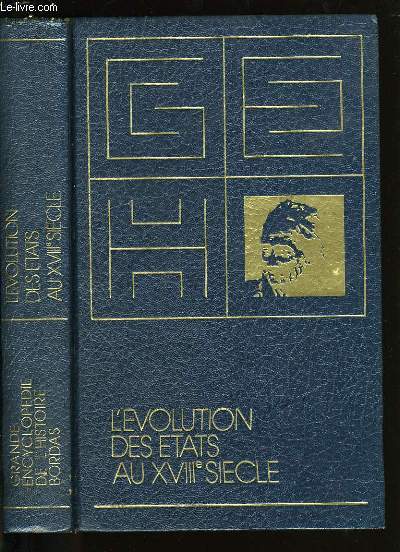 Le-livre.com
L'EVOLUTION
DES ETATS
AU XVIIIe SIECLE
GRANDE
ENCYCLOPEDIE
DE L'HISTOIRE
BORDAS
G E
H
L'EVOLUTION
DES ETATS
AU XVIIIe SIECLE